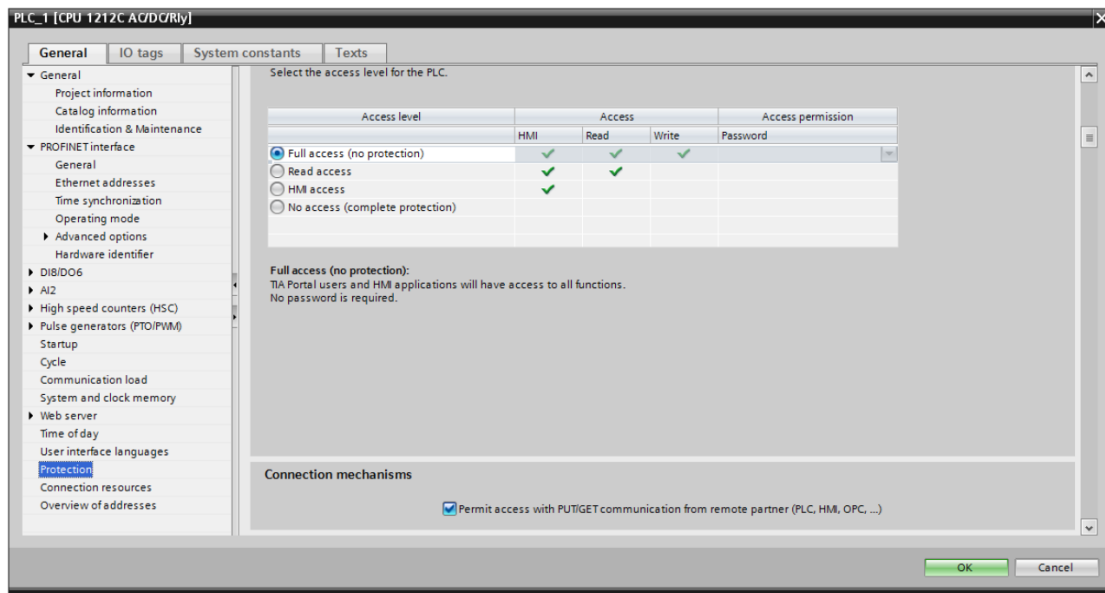 PLC_1 [CPU 1212C AC/DC/Rly]
General
IO tags
System constants
Texts
General
Project information
Catalog information
Identification & Maintenance
PROFINET interface
General
Ethernet addresses
Time synchronization
Operating mode
Advanced options
Hardware identifier
DI8/DO6
AI2
High speed counters (HSC)
Pulse generators (PTO/PWM)
Startup
Cycle
Communication load
System and clock memory
Web server
Time of day
User interface languages
Protection
Connection resources
Overview of addresses
Select the access level for the PLC.
Access level Access Access permission
HMI Read Write Password
Full access (no protection)
Read access
HMI access
No access (complete protection)
Full access (no protection):
TIA Portal users and HMI applications will have access to all functions.
No password is required.
Connection mechanisms
Permit access with PUT/GET communication from remote partner (PLC, HMI, OPC, ...)
OK
Cancel